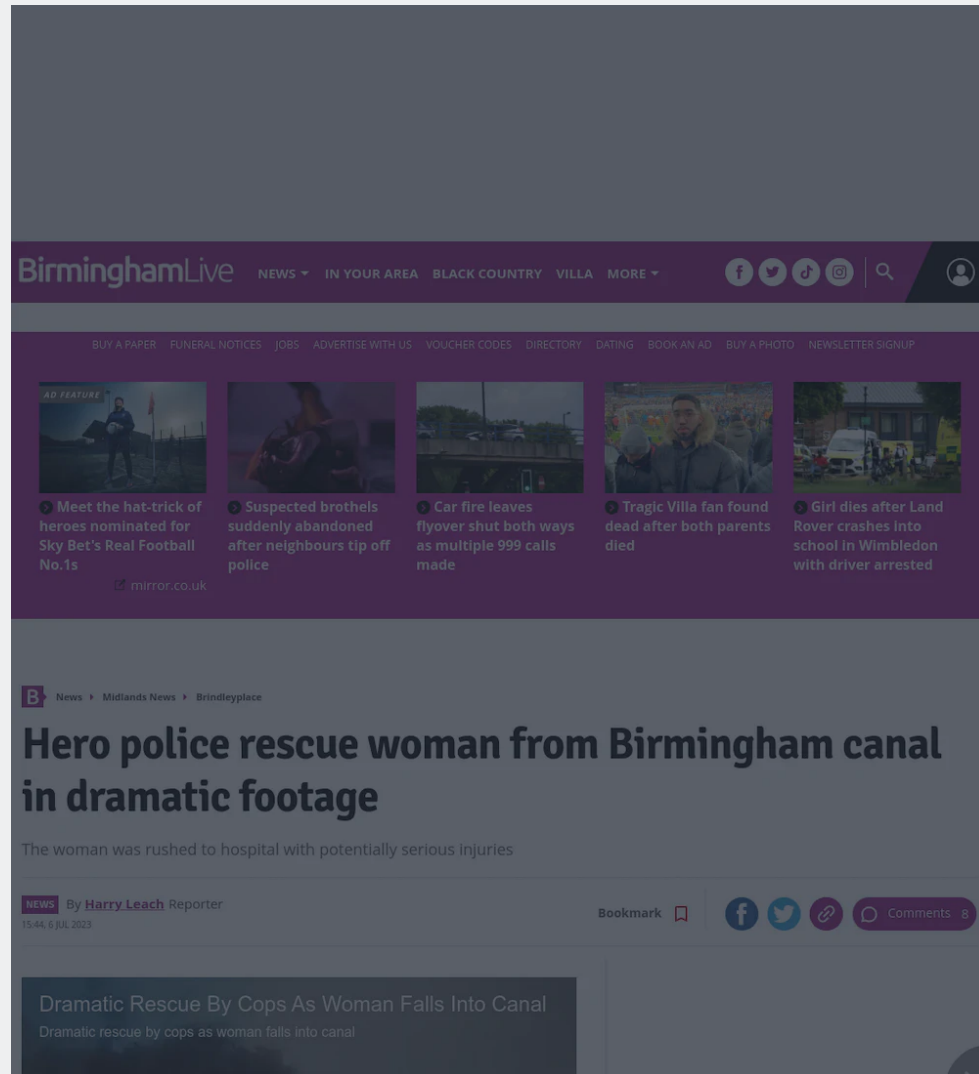 BirminghamLive NEWS IN YOUR AREA BLACK COUNTRY VILLA MORE
BUY A PAPER FUNERAL NOTICES JOBS ADVERTISE WITH US VOUCHER CODES DIRECTORY DATING BOOK AN AD BUY A PHOTO NEWSLETTER SIGNUP
AD FEATURE
Meet the hat-trick of
heroes nominated for
Sky Bet's Real Football
No.1s
mirror.co.uk
Suspected brothels
suddenly abandoned
after neighbours tip off
police
Car fire leaves
flyover shut both ways
as multiple 999 calls
made
Tragic Villa fan found
dead after both parents
died
Girl dies after Land
Rover crashes into
school in Wimbledon
with driver arrested
B News Midlands News Brindleyplace
Hero police rescue woman from Birmingham canal
in dramatic footage
The woman was rushed to hospital with potentially serious injuries
NEWS By Harry Leach Reporter
15:44, 6 JUL 2023
Bookmark
Comments 8
Dramatic Rescue By Cops As Woman Falls Into Canal
Dramatic rescue by cops as woman falls into canal